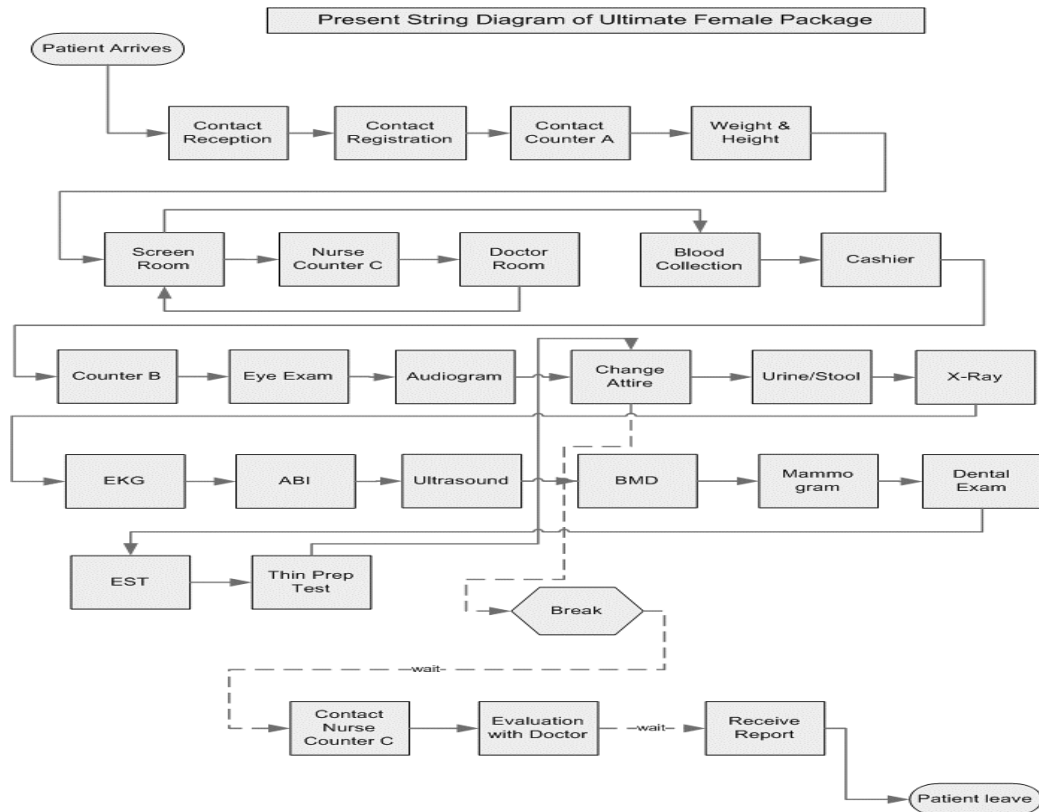 Present String Diagram of Ultimate Female Package
Patient Arrives
Contact
Reception
Contact
Registration
Contact
Counter A
Weight &
Height
Screen
Room
Nurse
Counter C
Doctor
Room
Blood
Collection
Cashier
Counter B
Eye Exam
Audiogram
Change
Attire
Urine/Stool
X-Ray
EKG
ABI
Ultrasound
BMD
Mammo
gram
Dental
Exam
EST
Thin Prep
Test
Break
wait
Contact
Nurse
Counter C
Evaluation
with Doctor
wait
Receive
Report
Patient leave